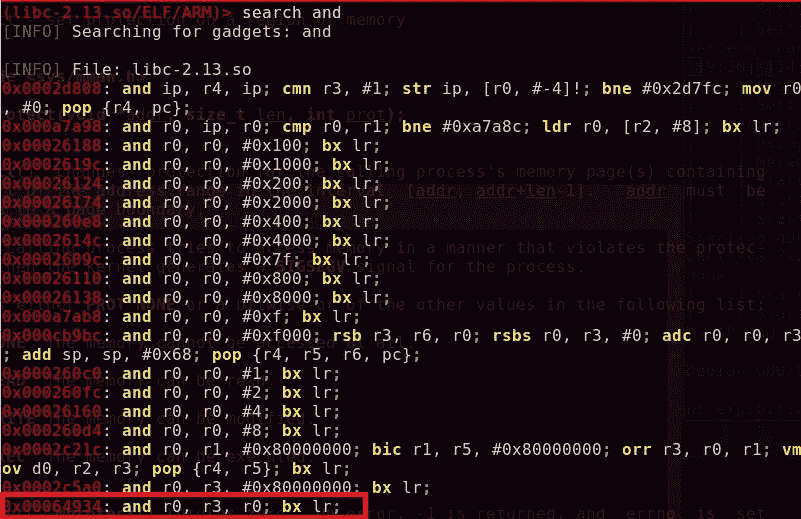 (libc-2.13.so/ELF/ARM)> search and
[INFO] Searching for gadgets: and
[INFO] File: libc-2.13.so
0x0002d808: and ip, r4, ip; cmn r3, #1; str ip, [r0, #-4]!; bne #0x2d7fc; mov r0
, #0; pop {r4, pc};
0x000a7a98: and r0, ip, r0; cmp r0, r1; bne #0xa7a8c; ldr r0, [r2, #8]; bx lr;
0x00026188: and r0, r0, #0x100; bx lr;
0x0002619c: and r0, r0, #0x1000; bx lr;
0x00026124: and r0, r0, #0x200; bx lr;
0x00026174: and r0, r0, #0x2000; bx lr;
0x000260e8: and r0, r0, #0x400; bx lr;
0x0002614c: and r0, r0, #0x4000; bx lr;
0x0002609c: and r0, r0, #0x7f; bx lr;
0x00026110: and r0, r0, #0x800; bx lr;
0x00026138: and r0, r0, #0x8000; bx lr;
0x000a7ab8: and r0, r0, #0xf; bx lr;
0x000cb9bc: and r0, r0, #0xf000; rsb r3, r6, r0; rsbs r0, r3, #0; adc r0, r0, r3
; add sp, sp, #0x68; pop {r4, r5, r6, pc};
0x000260c0: and r0, r0, #1; bx lr;
0x000260fc: and r0, r0, #2; bx lr;
0x00026160: and r0, r0, #4; bx lr;
0x000260d4: and r0, r0, #8; bx lr;
0x0002c21c: and r0, r1, #0x80000000; bic r1, r5, #0x80000000; orr r3, r0, r1; vm
ov d0, r2, r3; pop {r4, r5}; bx lr;
0x0002c5a0: and r0, r3, #0x80000000; bx lr;
0x00064934: and r0, r3, r0; bx lr;